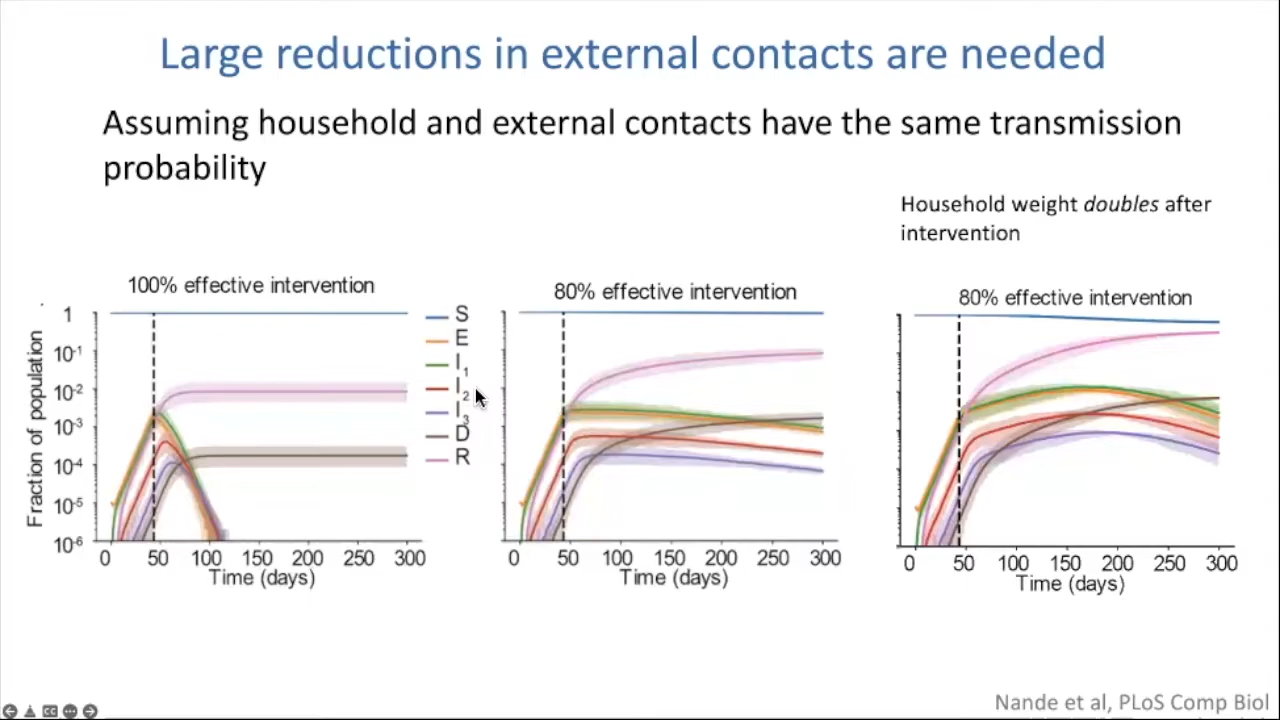 Large reductions in external contacts are needed
Assuming household and external contacts have the same transmission
probability
Household weight doubles after
intervention
100% effective intervention
80% effective intervention
80% effective intervention
Fraction of population
1
10-1
10-2
10-3
10-4
10-5
10-6
S
E
I1
I2
I3
D
R
0 50 100 150 200 250 300
Time (days)
0 50 100 150 200 250 300
Time (days)
0 50 100 150 200 250 300
Time (days)
Nande et al, PLoS Comp Biol